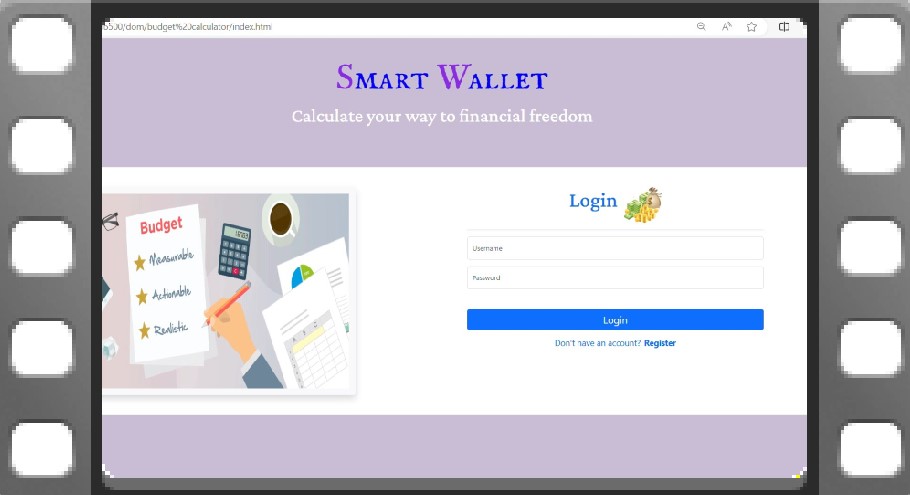 5500/dom/budget%20calculator/index.html
Smart Wallet
Calculate your way to financial freedom
Login
Username
Password
Login
Don't have an account? Register
Budget
Measurable
Actionable
Realistic